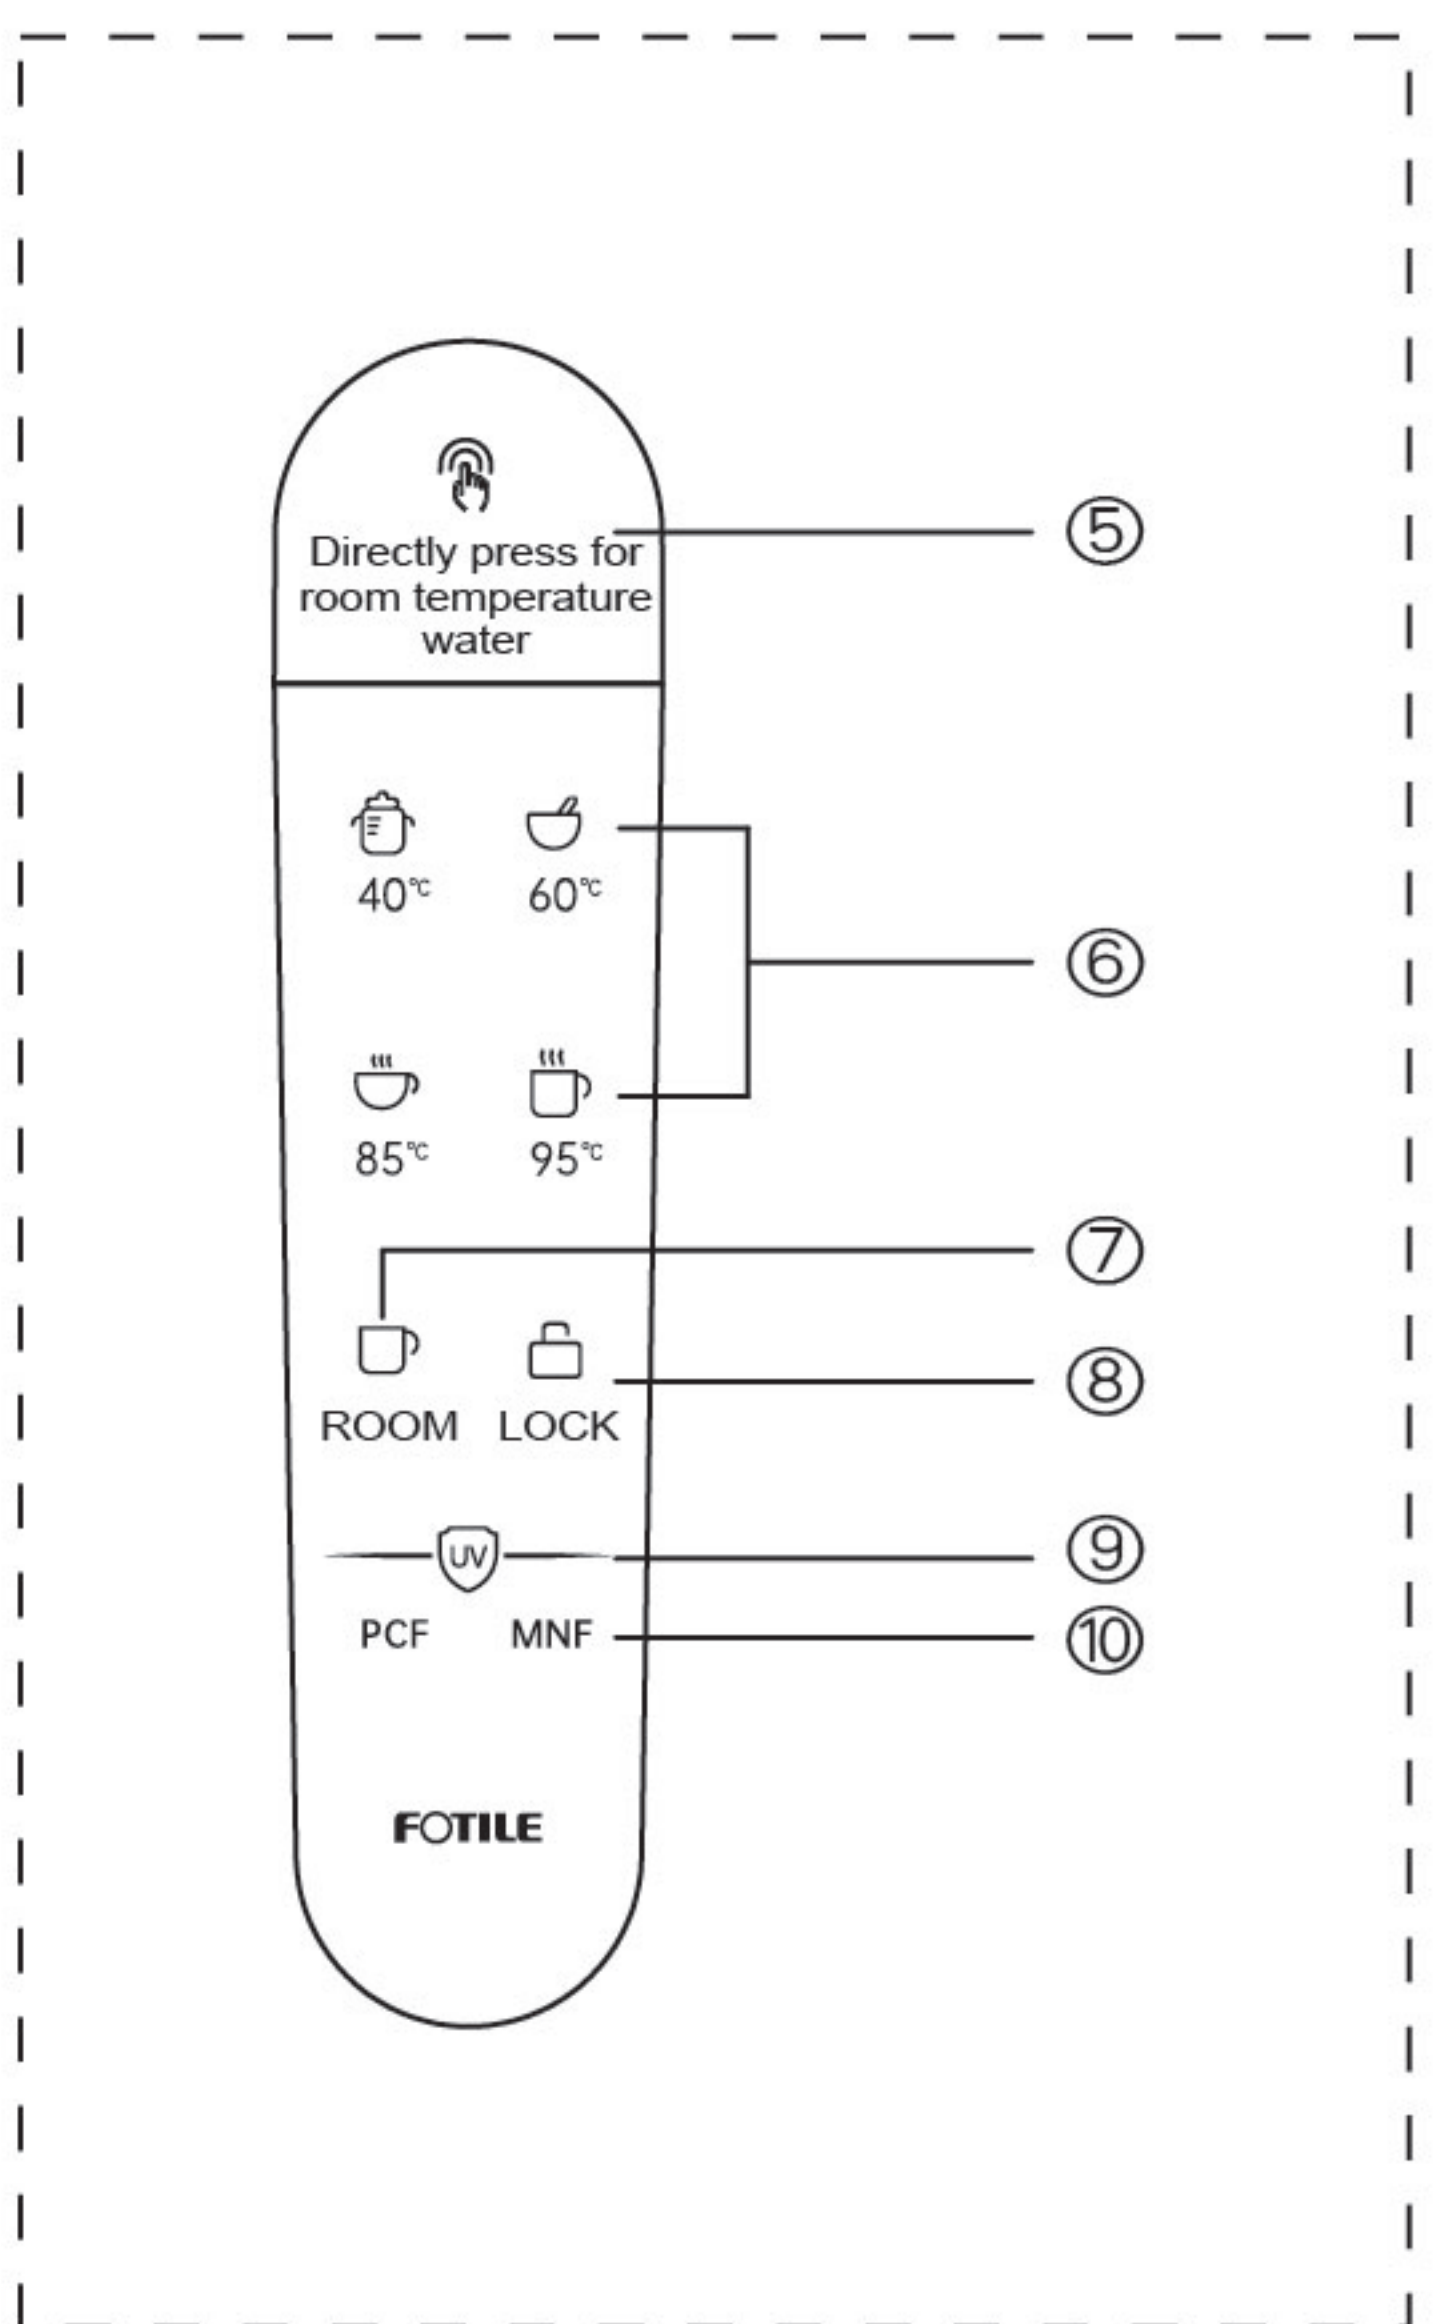 Directly press for
room temperature
water
⑤
40℃ 60℃
⑥
85℃ 95℃
⑦
ROOM LOCK
⑧
UV
⑨
PCF MNF
⑩
FOTILE